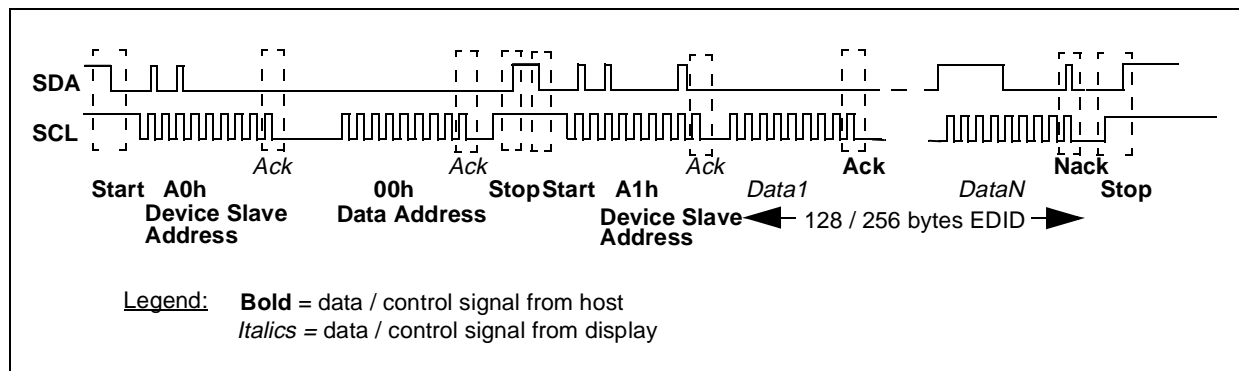 SDA
SCL
Ack Ack Ack Ack Nack
Start A0h 00h Stop Start A1h Data1 DataN Stop
Device Slave Data Address Device Slave 128 / 256 bytes EDID
Address Address
Legend: Bold = data / control signal from host
Italics = data / control signal from display